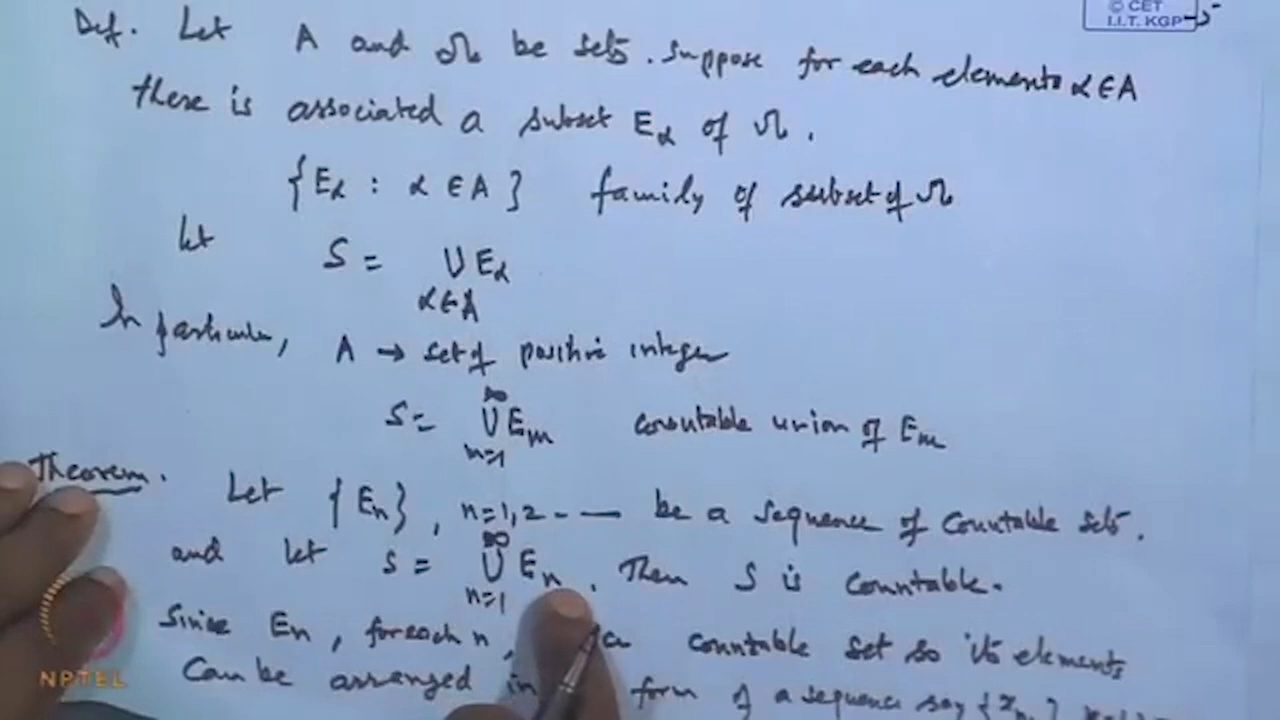 © CET
I.I.T. KGP
Def. Let A and Ω be sets. Suppose for each elements α ∈ A
there is associated a subset Eα of Ω.
{Eα : α ∈ A} family of subset of Ω
Let S = ∪ Eα
α ∈ A
In particular, A → set of positive integer
∞
S = ∪ Em countable union of Em
n=1
Theorem. Let {En}, n=1,2 - — be a sequence of Countable sets.
∞
and let S = ∪ En. Then S is countable.
n=1
Since En, for each n, a countable set so its elements
Can be arranged in form of a sequence say {xn
NPTEL